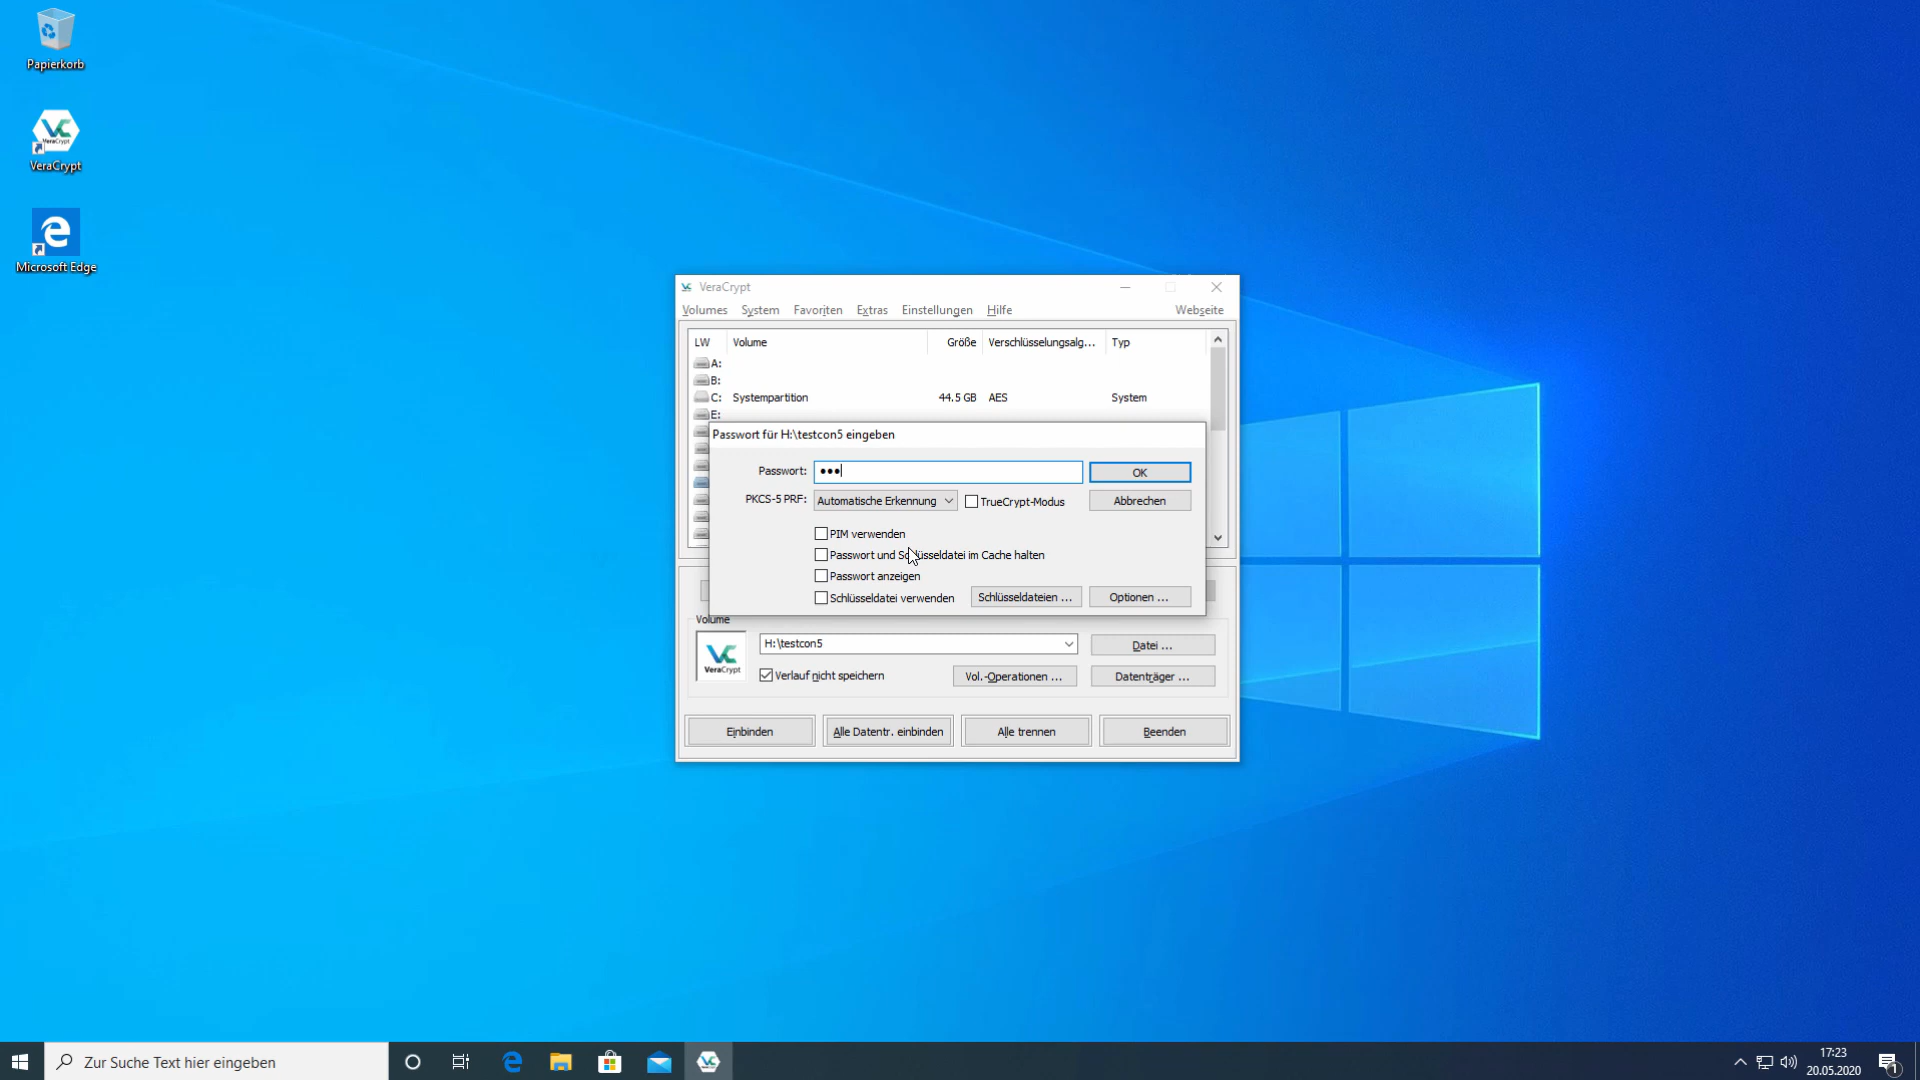 Papierkorb
VeraCrypt
VeraCrypt
Microsoft Edge
VeraCrypt
Volumes System Favoriten Extras Einstellungen Hilfe Webseite
LW Volume Größe Verschlüsselungsalg... Typ
A:
B:
C: Systempartition 44.5 GB AES System
E:
Passwort für H:\testcon5 eingeben
Passwort: •••
OK
PKCS-5 PRF: Automatische Erkennung TrueCrypt-Modus Abbrechen
PIM verwenden
Passwort und Schlüsseldatei im Cache halten
Passwort anzeigen
Schlüsseldatei verwenden Schlüsseldateien ... Optionen ...
Volume
VeraCrypt
H:\testcon5 Datei ...
Verlauf nicht speichern Vol.-Operationen ... Datenträger ...
Einbinden Alle Datentr. einbinden Alle trennen Beenden
Zur Suche Text hier eingeben
17:23
20.05.2020
1